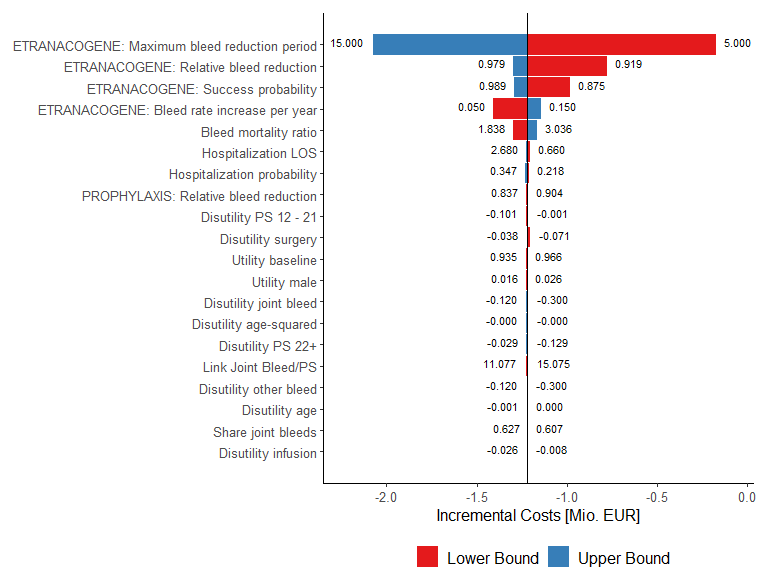 ETRANACOGENE: Maximum bleed reduction period 15.000 5.000
ETRANACOGENE: Relative bleed reduction 0.979 0.919
ETRANACOGENE: Success probability 0.989 0.875
ETRANACOGENE: Bleed rate increase per year 0.050 0.150
Bleed mortality ratio 1.838 3.036
Hospitalization LOS 2.680 0.660
Hospitalization probability 0.347 0.218
PROPHYLAXIS: Relative bleed reduction 0.837 0.904
Disutility PS 12 - 21 -0.101 -0.001
Disutility surgery -0.038 -0.071
Utility baseline 0.935 0.966
Utility male 0.016 0.026
Disutility joint bleed -0.120 -0.300
Disutility age-squared -0.000 -0.000
Disutility PS 22+ -0.029 -0.129
Link Joint Bleed/PS 11.077 15.075
Disutility other bleed -0.120 -0.300
Disutility age -0.001 0.000
Share joint bleeds 0.627 0.607
Disutility infusion -0.026 -0.008
-2.0 -1.5 -1.0 -0.5 0.0
Incremental Costs [Mio. EUR]
Lower Bound Upper Bound